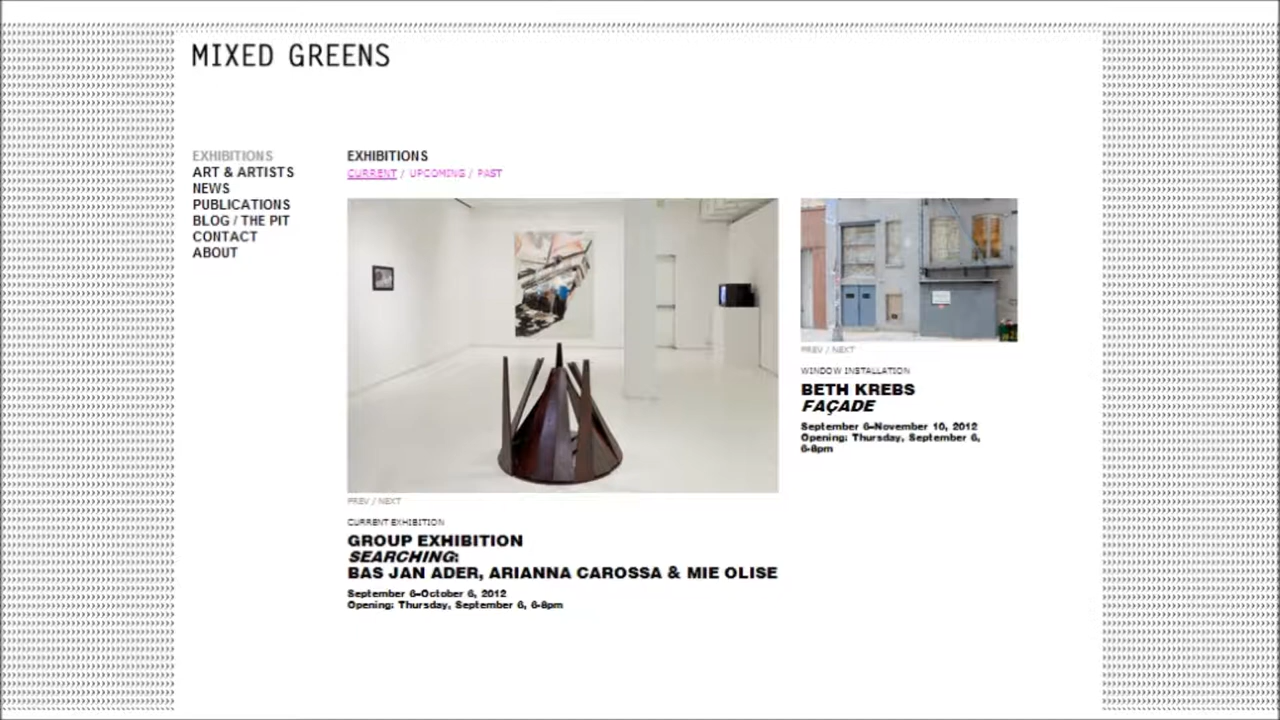 MIXED GREENS
EXHIBITIONS
ART & ARTISTS
NEWS
PUBLICATIONS
BLOG / THE PIT
CONTACT
ABOUT
EXHIBITIONS
CURRENT / UPCOMING / PAST
PREV / NEXT
CURRENT EXHIBITION
GROUP EXHIBITION
SEARCHING:
BAS JAN ADER, ARIANNA CAROSSA & MIE OLISE
September 6–October 6, 2012
Opening: Thursday, September 6, 6-8pm
PREV / NEXT
WINDOW INSTALLATION
BETH KREBS
FAÇADE
September 6–November 10, 2012
Opening: Thursday, September 6,
6-8pm